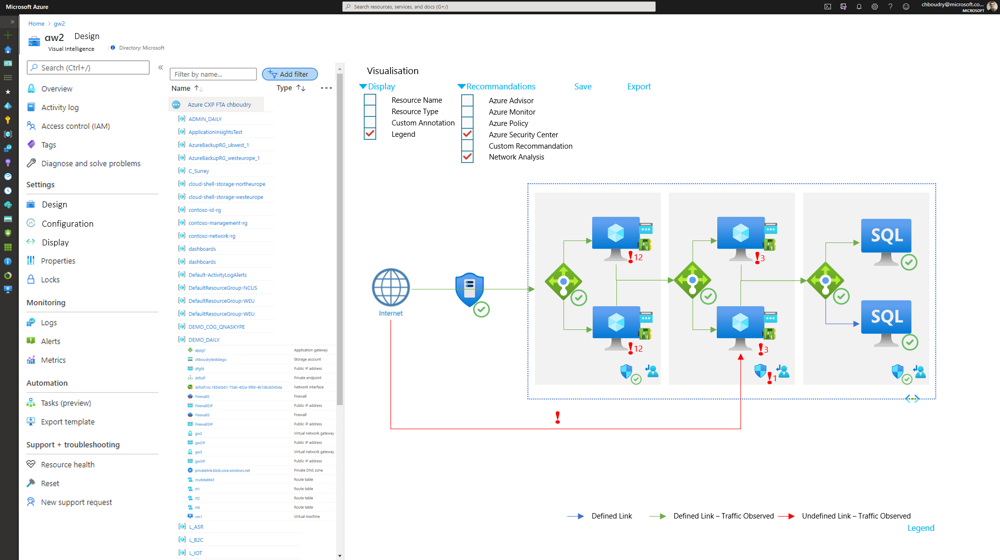 Microsoft Azure
Search resources, services, and docs (G+/)
chboudry@microsoft.co...
MICROSOFT
Home > gw2
gw2 Design
Visual Intelligence
Directory: Microsoft
Search (Ctrl+/)
Overview
Activity log
Access control (IAM)
Tags
Diagnose and solve problems
Settings
Design
Configuration
Display
Properties
Locks
Monitoring
Logs
Alerts
Metrics
Automation
Tasks (preview)
Export template
Support + troubleshooting
Resource health
Reset
New support request
Filter by name...
Add filter
Name Type
Azure CXP FTA chboudry
ADMIN_DAILY
ApplicationInsightsTest
AzureBackupRG_ukwest_1
AzureBackupRG_westeurope_1
C_Surrey
cloud-shell-storage-northeurope
cloud-shell-storage-westeurope
contoso-id-rg
contoso-management-rg
contoso-network-rg
dashboards
dashboards
Default-ActivityLogAlerts
DefaultResourceGroup-NCUS
DefaultResourceGroup-WEU
DefaultResourceGroup-WEU
DEMO_COG_QNASKYPE
DEMO_DAILY
appg1 Application gateway
chboudrytestdiego Storage account
dfgfd Public IP address
dsfsdf Private endpoint
dsfsdf.nic.185dcb61-75ab-402a-9f89-4b7dbcb545da Network interface
Firewall2 Firewall
Firewall2IP Public IP address
Firewall3 Firewall
Firewall3IP Public IP address
gw2 Virtual network gateway
gw2IP Public IP address
gw3 Virtual network gateway
gw3IP Public IP address
privatelink.blob.core.windows.net Private DNS zone
routetable3 Route table
rt1 Route table
rt2 Route table
rt4 Route table
vm1 Virtual machine
L_ASR
L_B2C
L_IOT
Visualisation
Display
Resource Name
Resource Type
Custom Annotation
Legend
Recommandations
Azure Advisor
Azure Monitor
Azure Policy
Azure Security Center
Custom Recommandation
Network Analysis
Save
Export
Internet
!12
!12
!3
!3
!1
SQL
SQL
!
Defined Link
Defined Link – Traffic Observed
Undefined Link – Traffic Observed
Legend